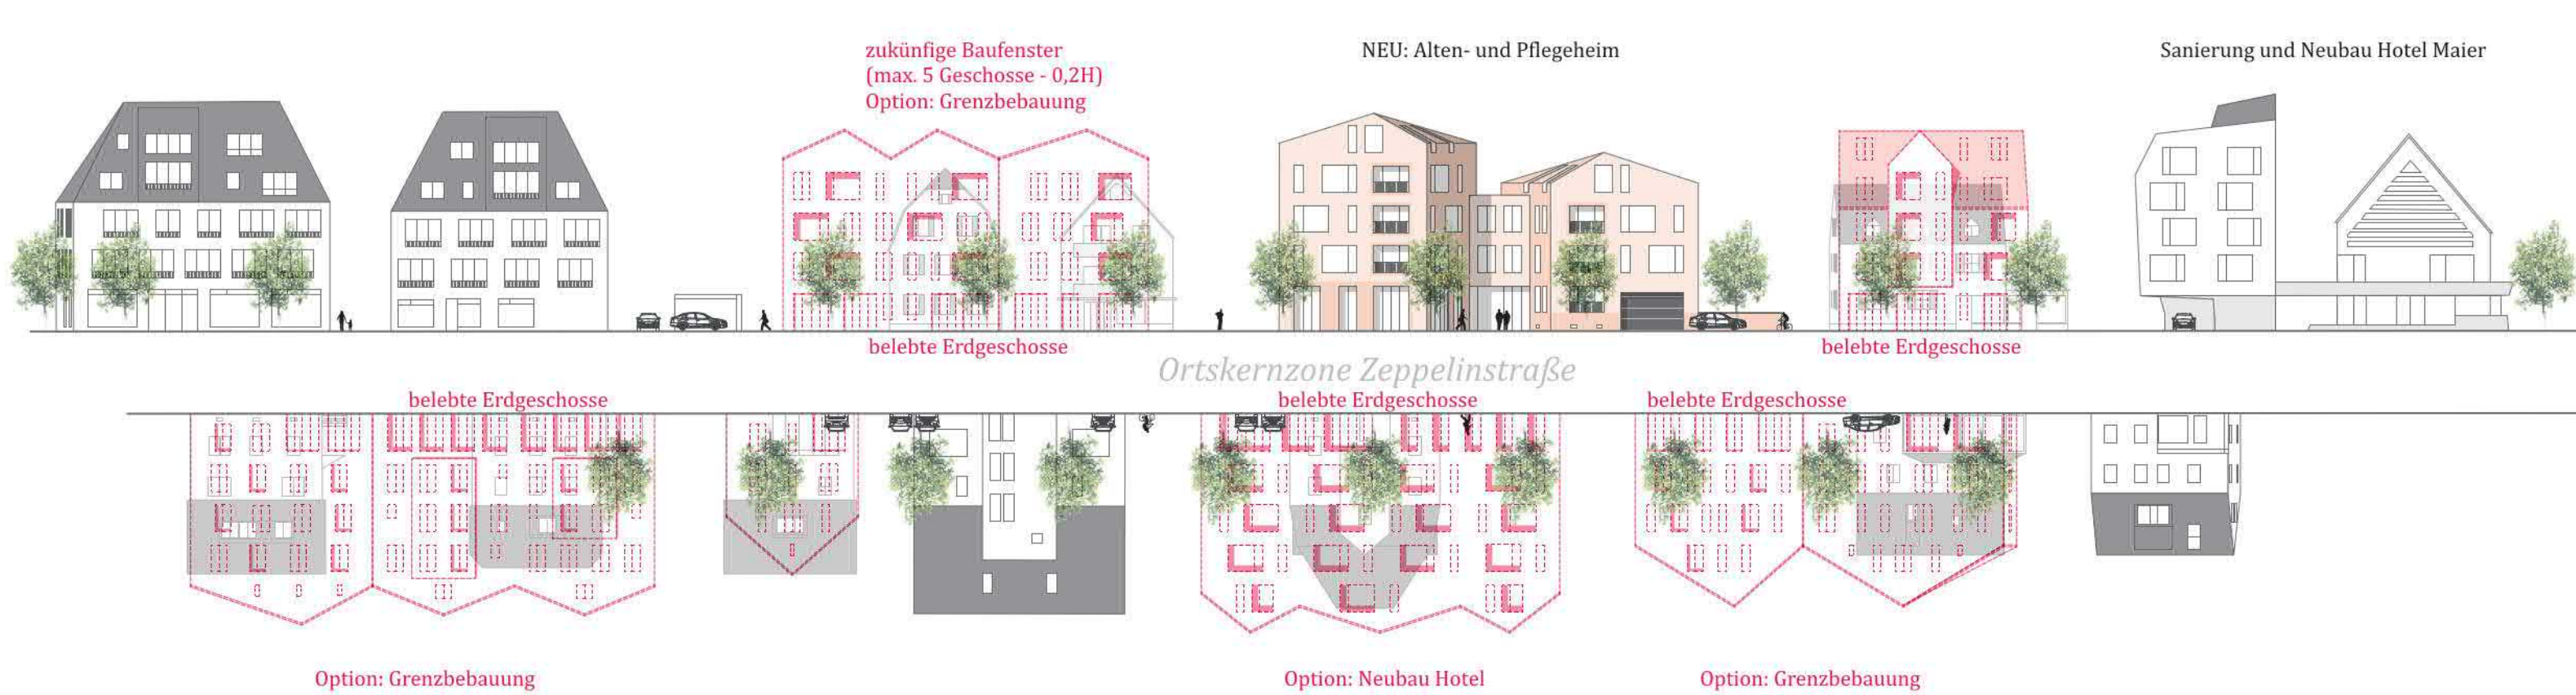 zukünfige Baufenster
(max. 5 Geschosse - 0,2H)
Option: Grenzbebauung
NEU: Alten- und Pflegeheim
Sanierung und Neubau Hotel Maier
belebte Erdgeschosse
belebte Erdgeschosse
Ortskernzone Zeppelinstraße
belebte Erdgeschosse
belebte Erdgeschosse
belebte Erdgeschosse
Option: Grenzbebauung
Option: Neubau Hotel
Option: Grenzbebauung